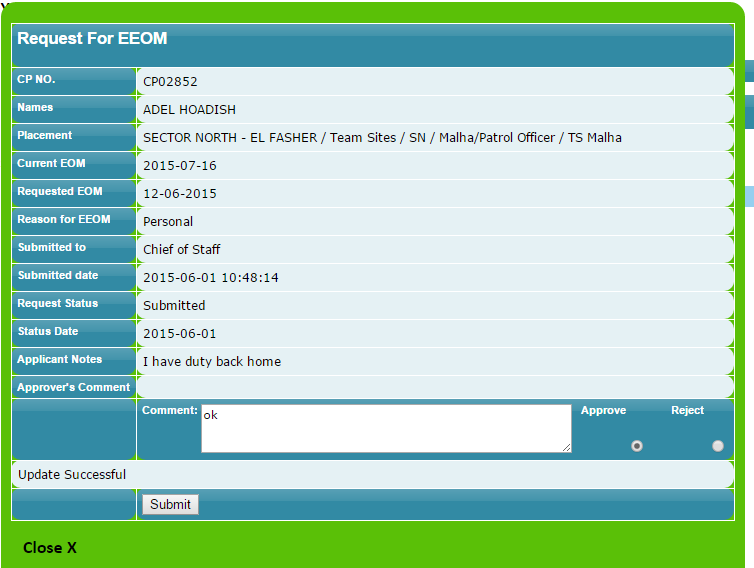 Request For EEOM
CP NO. CP02852
Names ADEL HOADISH
Placement SECTOR NORTH - EL FASHER / Team Sites / SN / Malha/Patrol Officer / TS Malha
Current EOM 2015-07-16
Requested EOM 12-06-2015
Reason for EEOM Personal
Submitted to Chief of Staff
Submitted date 2015-06-01 10:48:14
Request Status Submitted
Status Date 2015-06-01
Applicant Notes I have duty back home
Approver's Comment
Comment: ok Approve Reject
Update Successful
Submit
Close X